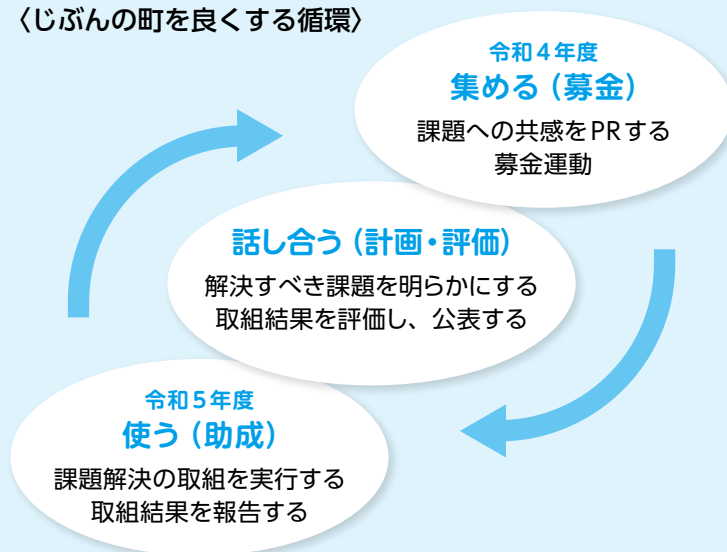 〈じぶんの町を良くする循環〉
令和4年度
集める（募金）
課題への共感をPRする
募金運動
話し合う（計画・評価）
解決すべき課題を明らかにする
取組結果を評価し、公表する
令和5年度
使う（助成）
課題解決の取組を実行する
取組結果を報告する